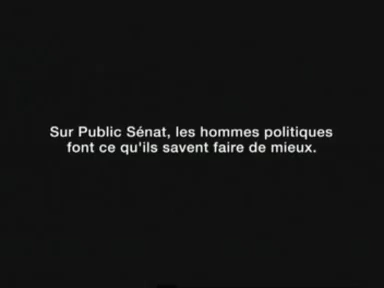 Sur Public Sénat, les hommes politiques
font ce qu'ils savent faire de mieux.